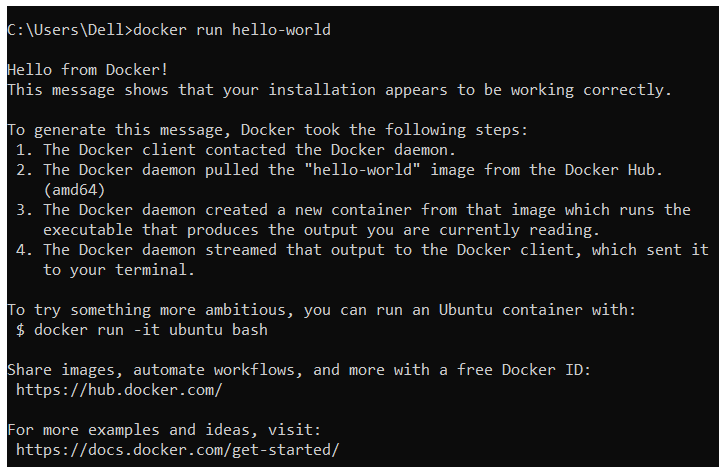 C:\Users\Dell>docker run hello-world
Hello from Docker!
This message shows that your installation appears to be working correctly.
To generate this message, Docker took the following steps:
1. The Docker client contacted the Docker daemon.
2. The Docker daemon pulled the "hello-world" image from the Docker Hub.
(amd64)
3. The Docker daemon created a new container from that image which runs the
executable that produces the output you are currently reading.
4. The Docker daemon streamed that output to the Docker client, which sent it
to your terminal.
To try something more ambitious, you can run an Ubuntu container with:
$ docker run -it ubuntu bash
Share images, automate workflows, and more with a free Docker ID:
https://hub.docker.com/
For more examples and ideas, visit:
https://docs.docker.com/get-started/